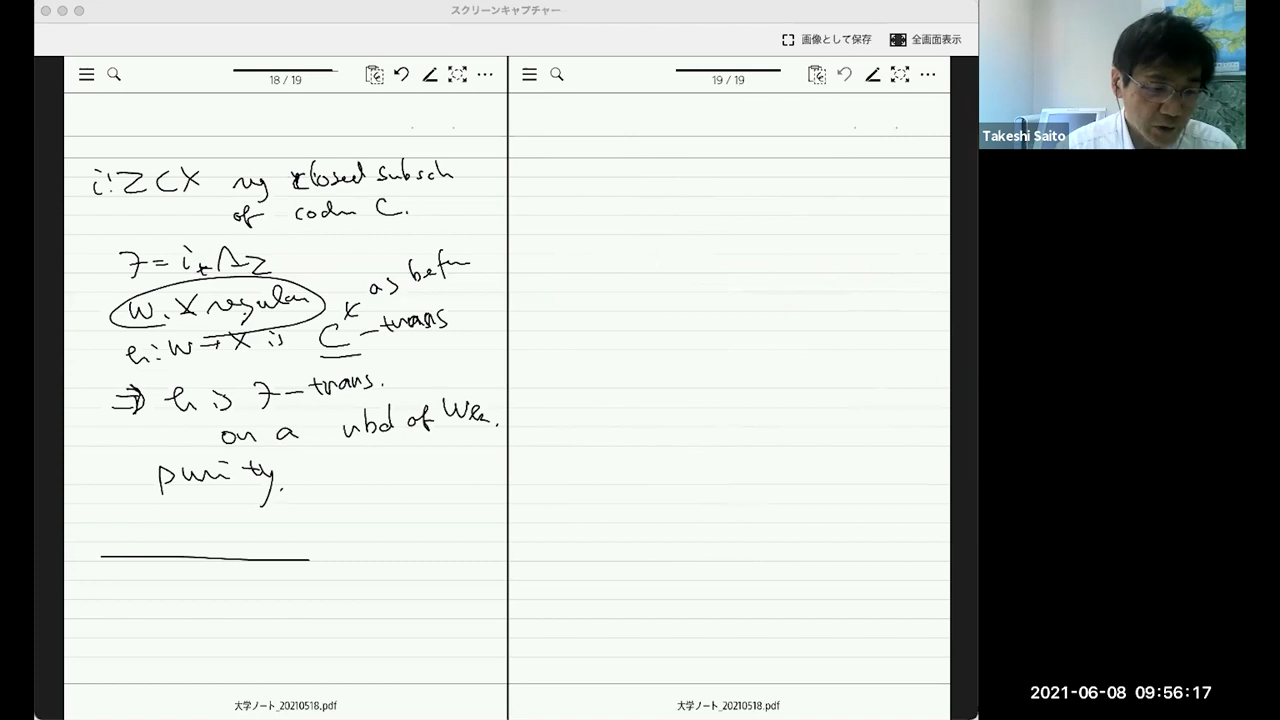 スクリーンキャプチャー
画像として保存 全画面表示
18 / 19
19 / 19
i: Z ⊂ X reg closed subsch
of codim C.
F = i_* Λ_Z
W, X regular
as before
h: W → X is C-trans
⇒ h is F-trans.
on a nbd of W_k.
purity.
大学ノート_20210518.pdf
大学ノート_20210518.pdf
Takeshi Saito
2021-06-08 09:56:17